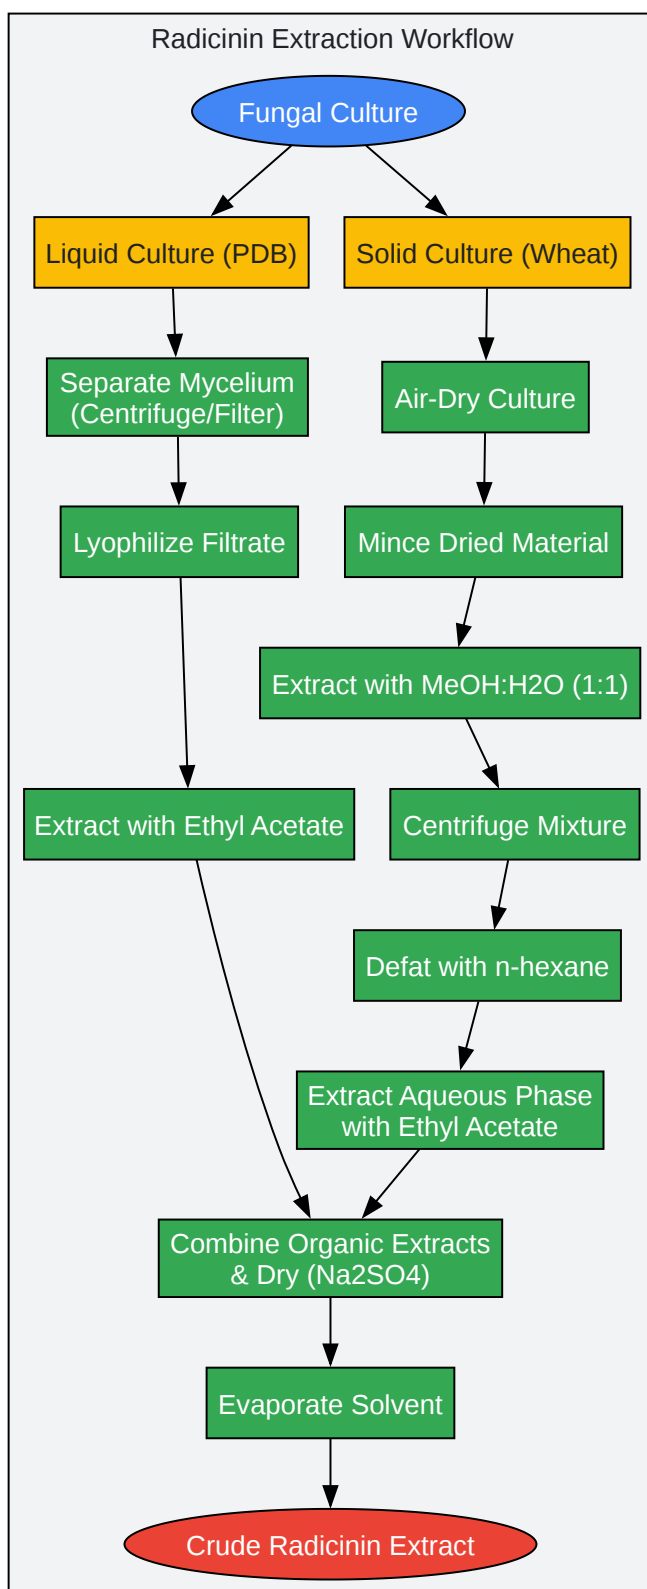 Radicinin Extraction Workflow
Fungal Culture
Liquid Culture (PDB)
Solid Culture (Wheat)
Separate Mycelium
(Centrifuge/Filter)
Air-Dry Culture
Lyophilize Filtrate
Mince Dried Material
Extract with MeOH:H2O (1:1)
Extract with Ethyl Acetate
Centrifuge Mixture
Defat with n-hexane
Extract Aqueous Phase
with Ethyl Acetate
Combine Organic Extracts
& Dry (Na2SO4)
Evaporate Solvent
Crude Radicinin Extract